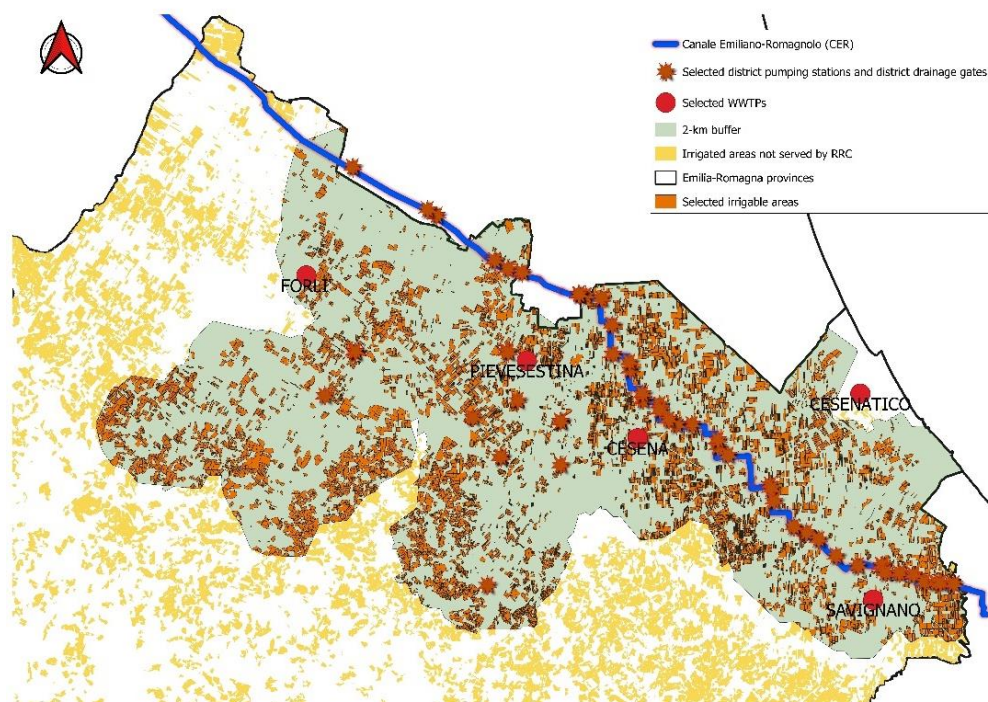 Canale Emiliano-Romagnolo (CER)
Selected district pumping stations and district drainage gates
Selected WWTPs
2-km buffer
Irrigated areas not served by RRC
Emilia-Romagna provinces
Selected irrigable areas
FORLÌ
PIEVESESTINA
CESENATICO
CESENA
SAVIGNANO